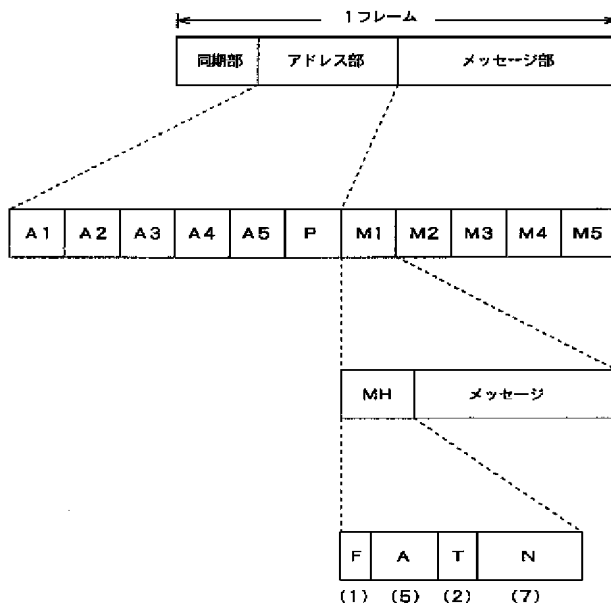 1フレーム
同期部 アドレス部 メッセージ部
A1 A2 A3 A4 A5 P M1 M2 M3 M4 M5
MH メッセージ
F A T N
(1) (5) (2) (7)